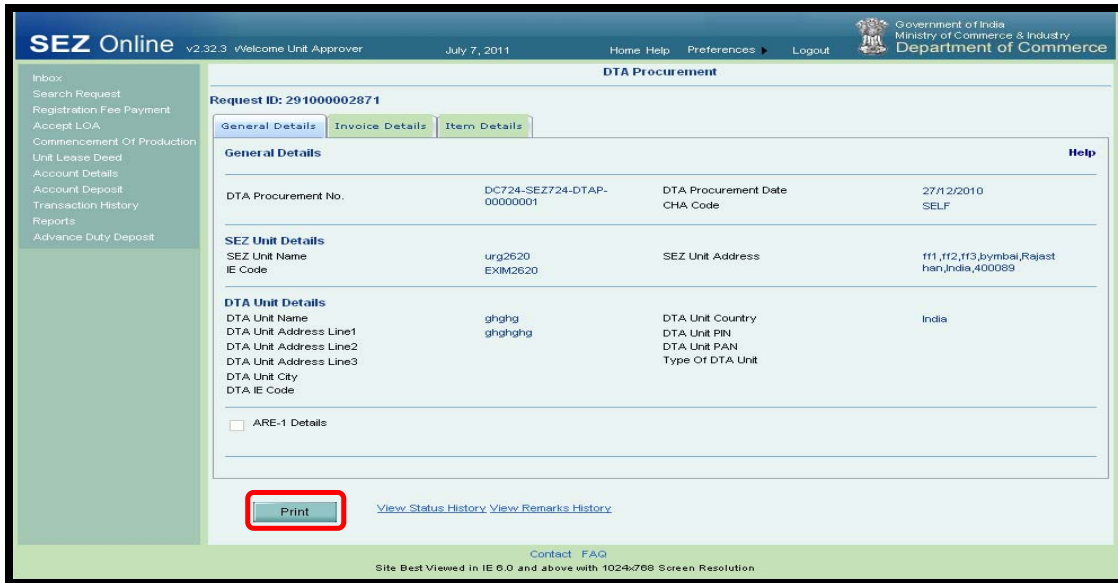 SEZ Online v2.32.3 Welcome Unit Approver July 7, 2011 Home Help Preferences Logout
Government of India
Ministry of Commerce & Industry
Department of Commerce
Inbox
Search Request
Registration Fee Payment
Accept LOA
Commencement Of Production
Unit Lease Deed
Account Details
Account Deposit
Transaction History
Reports
Advance Duty Deposit
DTA Procurement
Request ID: 291000002871
General Details Invoice Details Item Details
General Details Help
DTA Procurement No. DC724-SEZ724-DTAP-00000001 DTA Procurement Date 27/12/2010
CHA Code SELF
SEZ Unit Details
SEZ Unit Name urg2620 SEZ Unit Address ff1,ff2,ff3,bymbai,Rajast
han,India,400089
IE Code EXIM2620
DTA Unit Details
DTA Unit Name ghghg DTA Unit Country India
DTA Unit Address Line1 ghghghg DTA Unit PIN
DTA Unit Address Line2 DTA Unit PAN
DTA Unit Address Line3 Type Of DTA Unit
DTA Unit City
DTA IE Code
ARE-1 Details
Print View Status History View Remarks History
Contact FAQ
Site Best Viewed in IE 6.0 and above with 1024x768 Screen Resolution